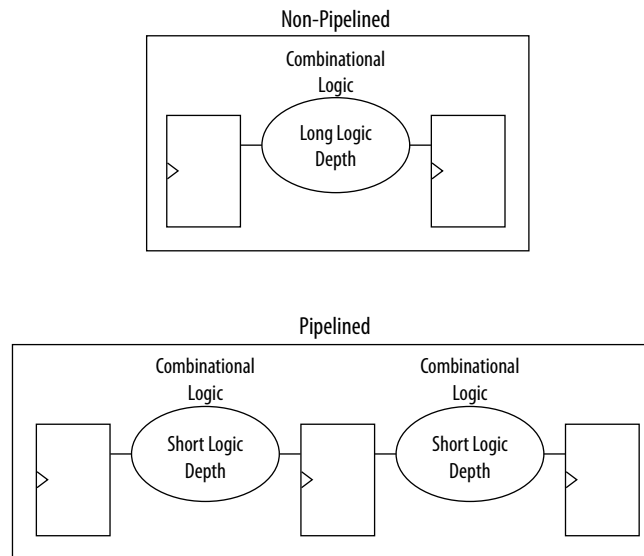 Non-Pipelined
Combinational
Logic
Long Logic
Depth
Pipelined
Combinational
Logic
Combinational
Logic
Short Logic
Depth
Short Logic
Depth